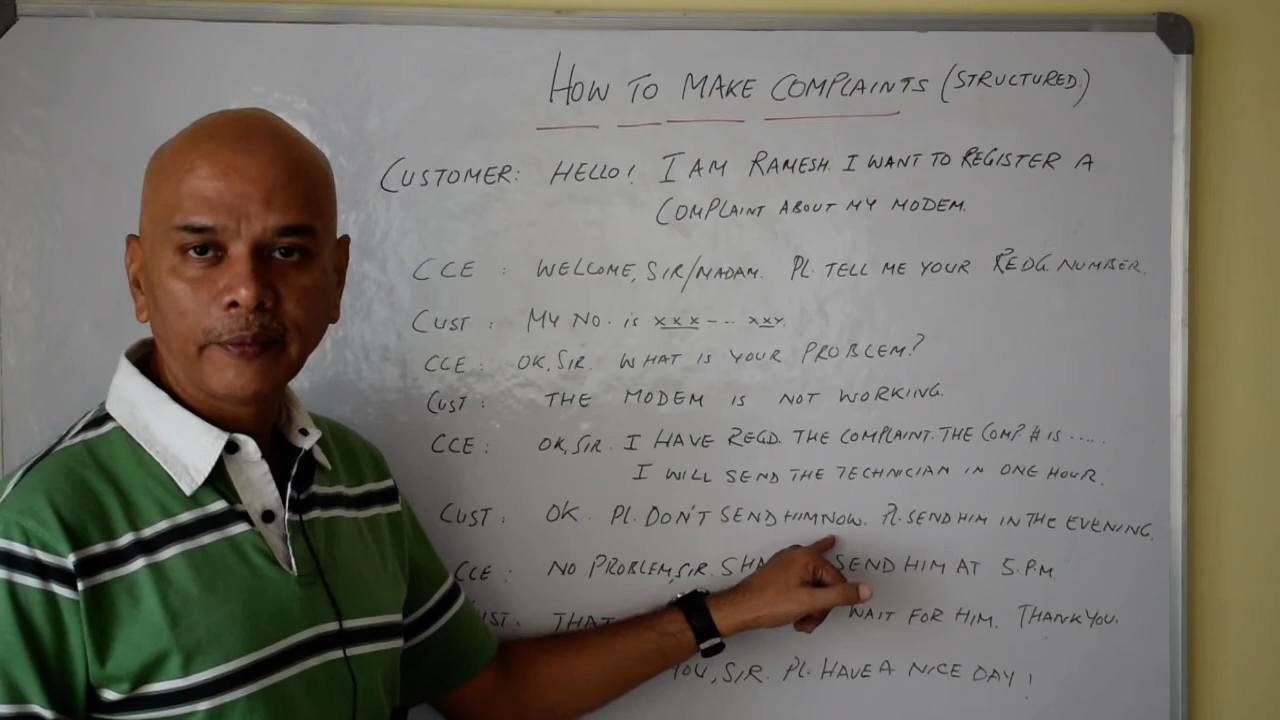 HOW TO MAKE COMPLAINTS (STRUCTURED)
CUSTOMER: HELLO! I AM RAMESH. I WANT TO REGISTER A
COMPLAINT ABOUT MY MODEM.
CCE : WELCOME, SIR/MADAM. PL. TELL ME YOUR REDG. NUMBER.
CUST : MY NO. is xxx-.. xxy.
CCE : OK, SIR. WHAT IS YOUR PROBLEM?
CUST : THE MODEM IS NOT WORKING.
CCE : OK, SIR. I HAVE REGD. THE COMPLAINT. THE COMP # IS .....
I WILL SEND THE TECHNICIAN IN ONE HOUR.
CUST : OK. PL. DON'T SEND HIM NOW. PL. SEND HIM IN THE EVENING.
CCE : NO PROBLEM, SIR. SEND HIM AT 5. P.M
THAT WAIT FOR HIM. THANK YOU.
YOU, SIR. PL. HAVE A NICE DAY!